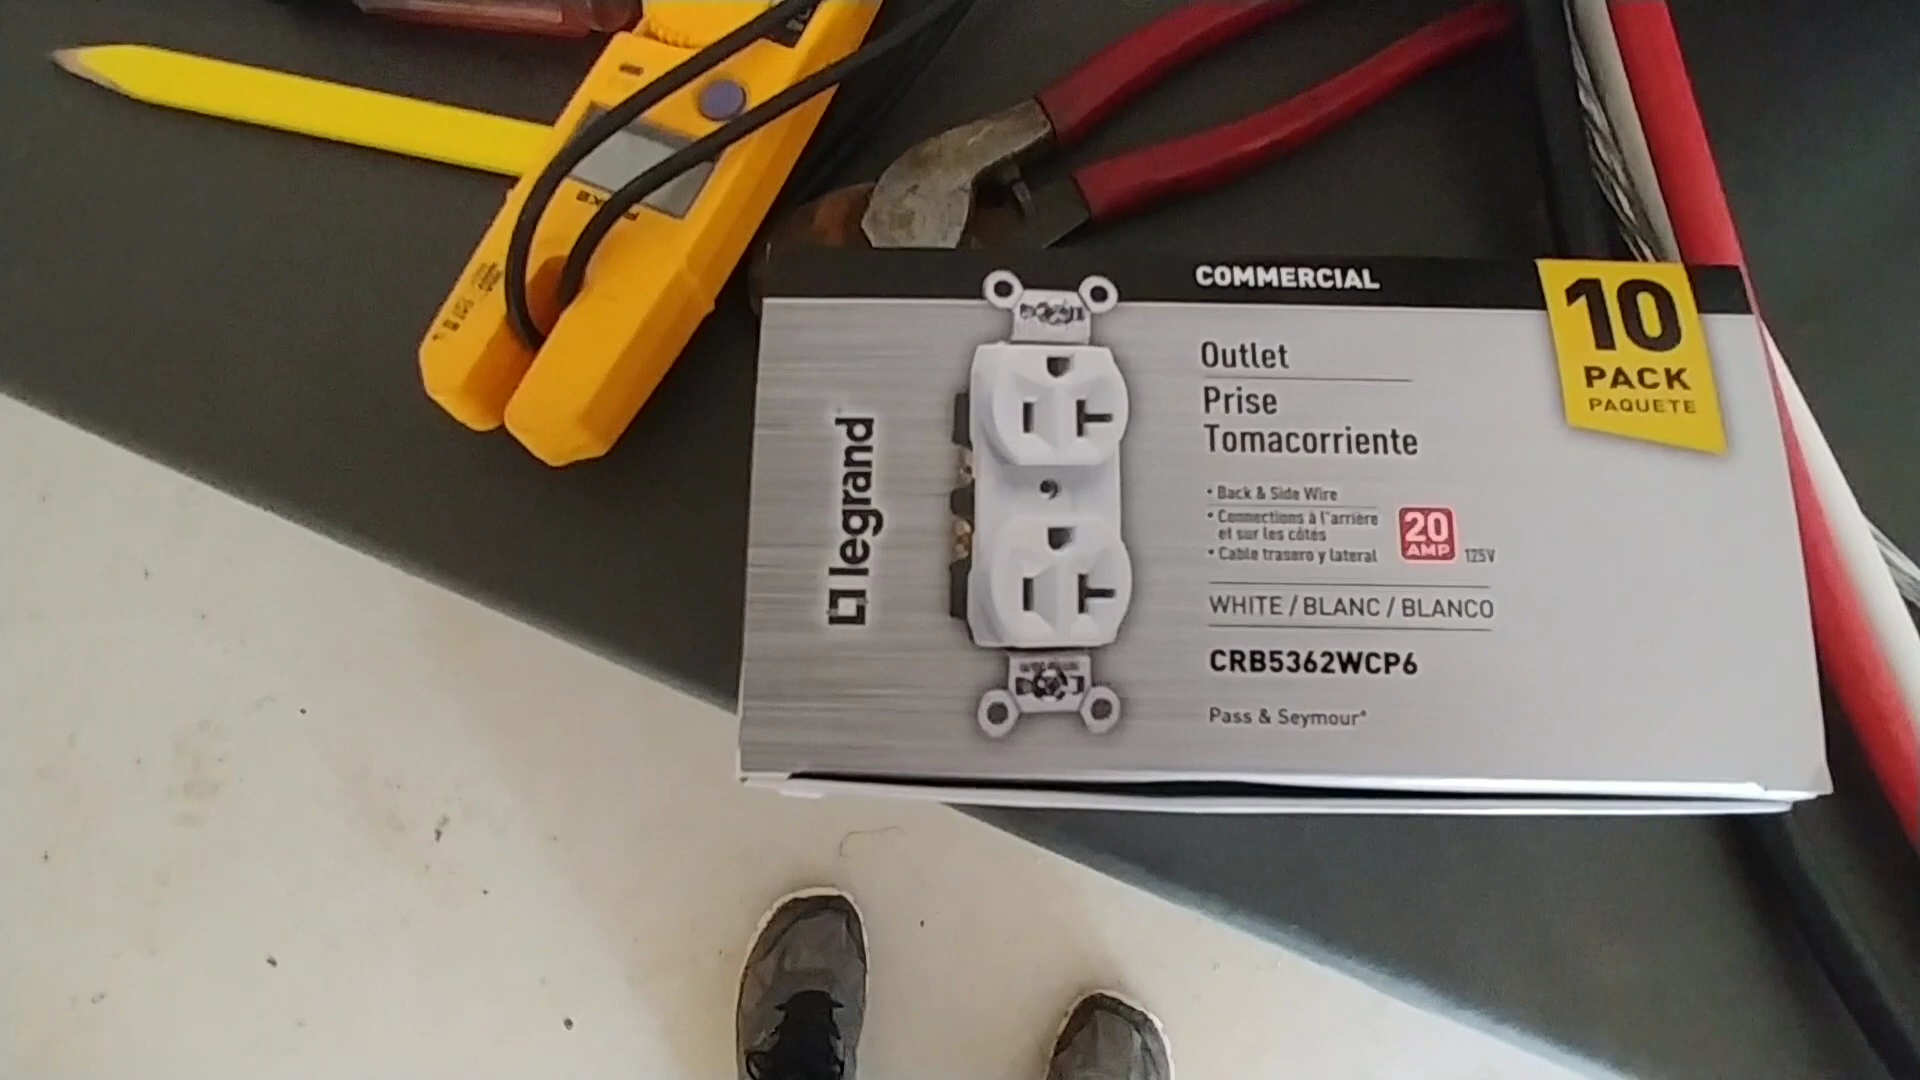 COMMERCIAL
10
PACK
PAQUETE
legrand
Outlet
Prise
Tomacorriente
• Back & Side Wire
• Connections à l'arrière
et sur les côtés
• Cable trasero y lateral
20
AMP
125V
WHITE / BLANC / BLANCO
CRB5362WCP6
Pass & Seymour®
FLUKE